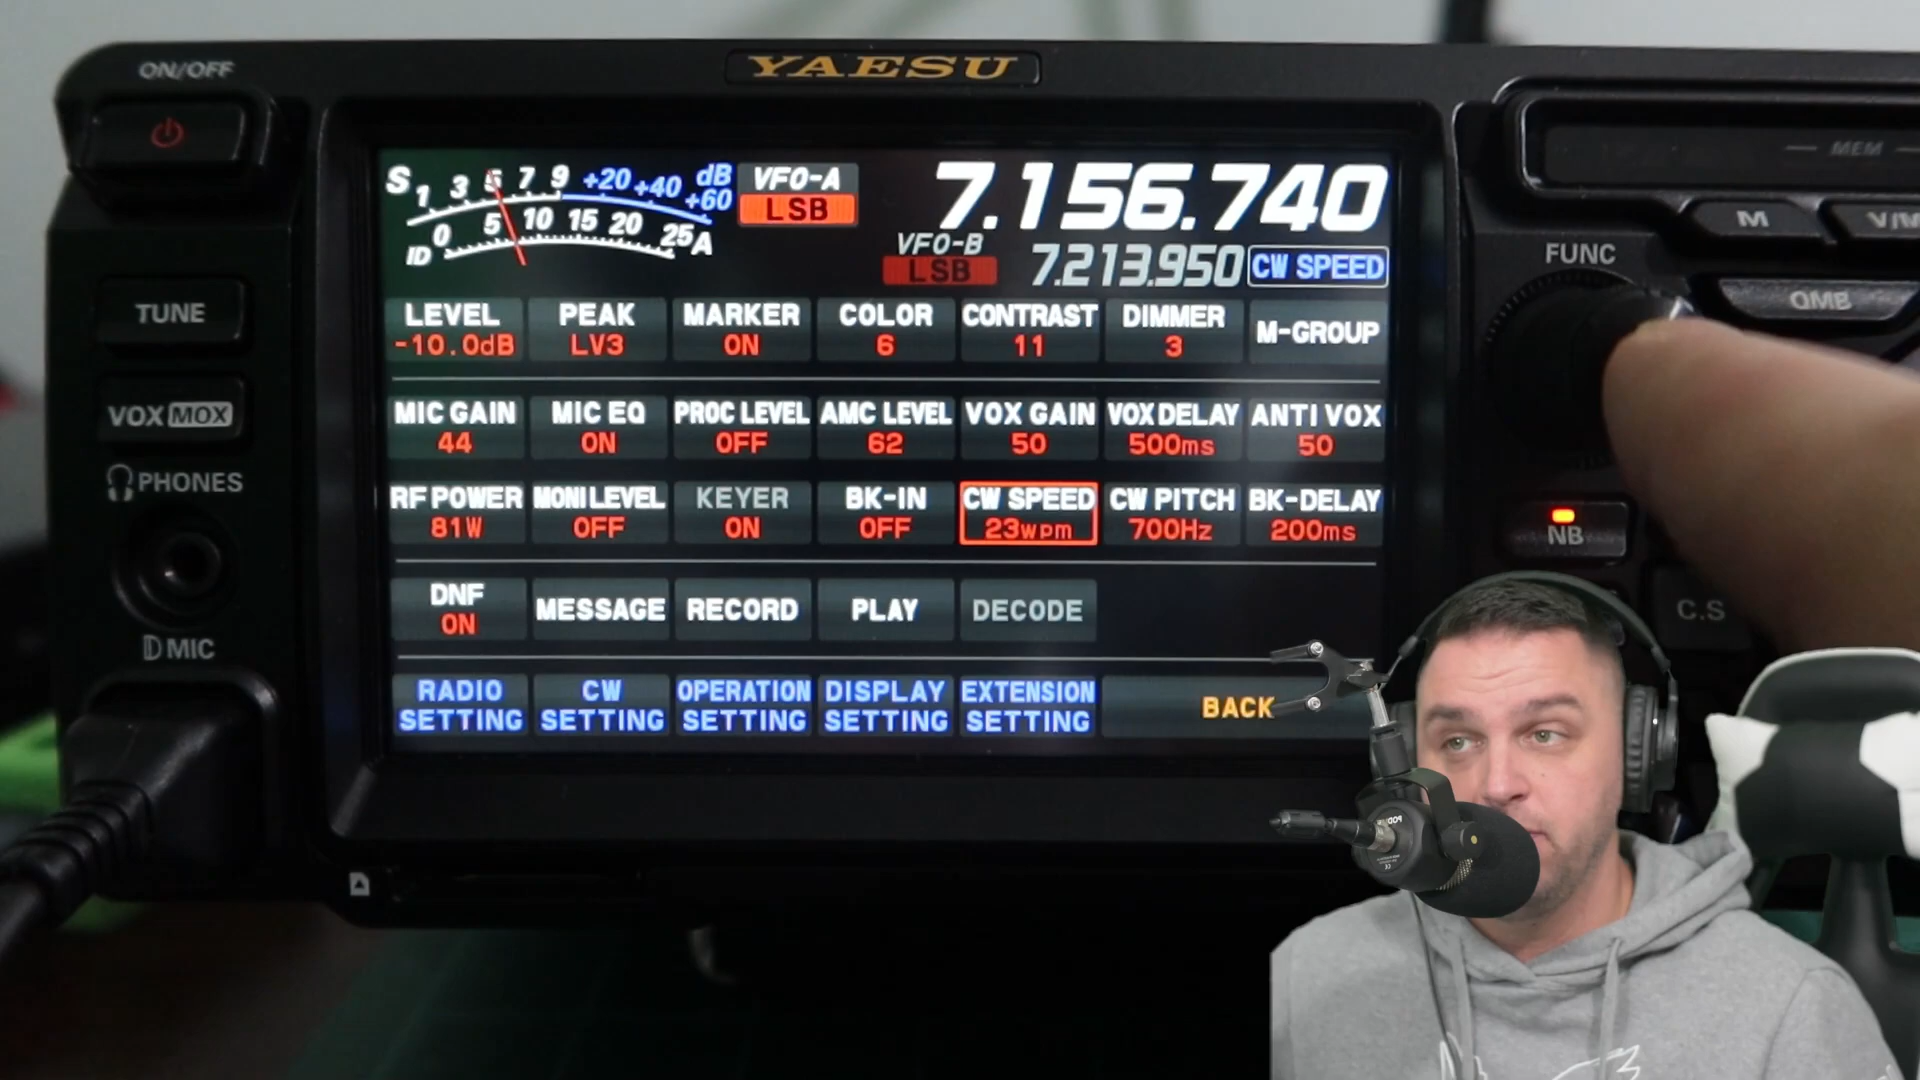 ON/OFF
YAESU
MEM
S 1 3 5 7 9 +20 +40 +60 dB
ID 0 5 10 15 20 25 A
VFO-A
LSB
7.156.740
VFO-B
LSB
7.213.950
CW SPEED
FUNC
M
V/M
QMB
TUNE
VOX MOX
PHONES
MIC
LEVEL PEAK MARKER COLOR CONTRAST DIMMER M-GROUP
-10.0dB LV3 ON 6 11 3
MIC GAIN MIC EQ PROC LEVEL AMC LEVEL VOX GAIN VOX DELAY ANTI VOX
44 ON OFF 62 50 500ms 50
RF POWER MONI LEVEL KEYER BK-IN CW SPEED CW PITCH BK-DELAY
81W OFF ON OFF 23wpm 700Hz 200ms
DNF MESSAGE RECORD PLAY DECODE
ON
RADIO CW OPERATION DISPLAY EXTENSION
SETTING SETTING SETTING SETTING SETTING
BACK
NB
C.S